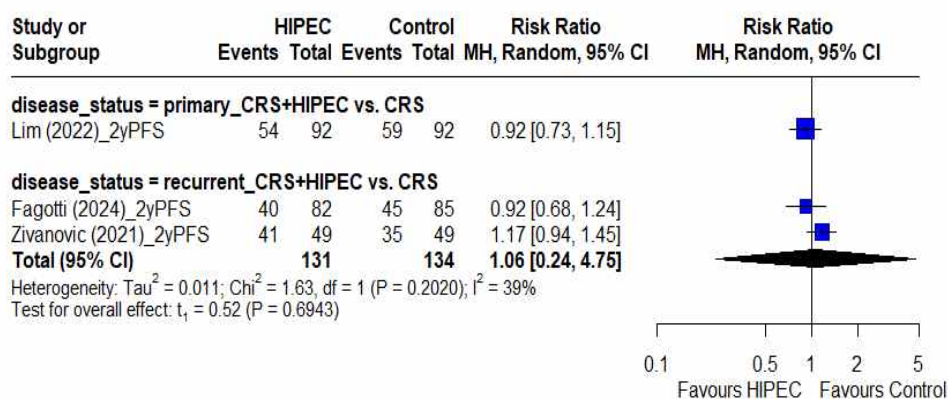 Study or HIPEC Control Risk Ratio Risk Ratio
Subgroup Events Total Events Total MH, Random, 95% CI MH, Random, 95% CI
disease_status = primary_CRS+HIPEC vs. CRS
Lim (2022)_2yPFS 54 92 59 92 0.92 [0.73, 1.15]
disease_status = recurrent_CRS+HIPEC vs. CRS
Fagotti (2024)_2yPFS 40 82 45 85 0.92 [0.68, 1.24]
Zivanovic (2021)_2yPFS 41 49 35 49 1.17 [0.94, 1.45]
Total (95% CI) 131 134 1.06 [0.24, 4.75]
Heterogeneity: Tau² = 0.011; Chi² = 1.63, df = 1 (P = 0.2020); I² = 39%
Test for overall effect: t₁ = 0.52 (P = 0.6943)
0.1 0.5 1 2 5
Favours HIPEC Favours Control